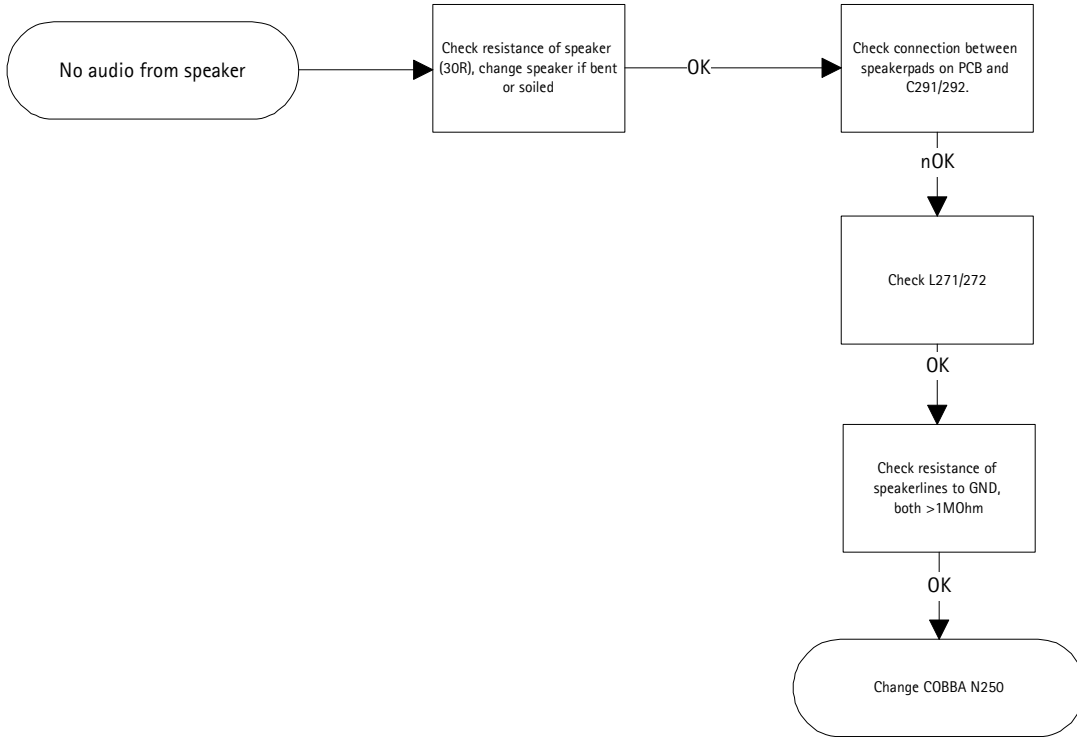 No audio from speaker
Check resistance of speaker
(30R), change speaker if bent
or soiled
OK
Check connection between
speakerpads on PCB and
C291/292.
nOK
Check L271/272
OK
Check resistance of
speakerlines to GND,
both >1MOhm
OK
Change COBBA N250